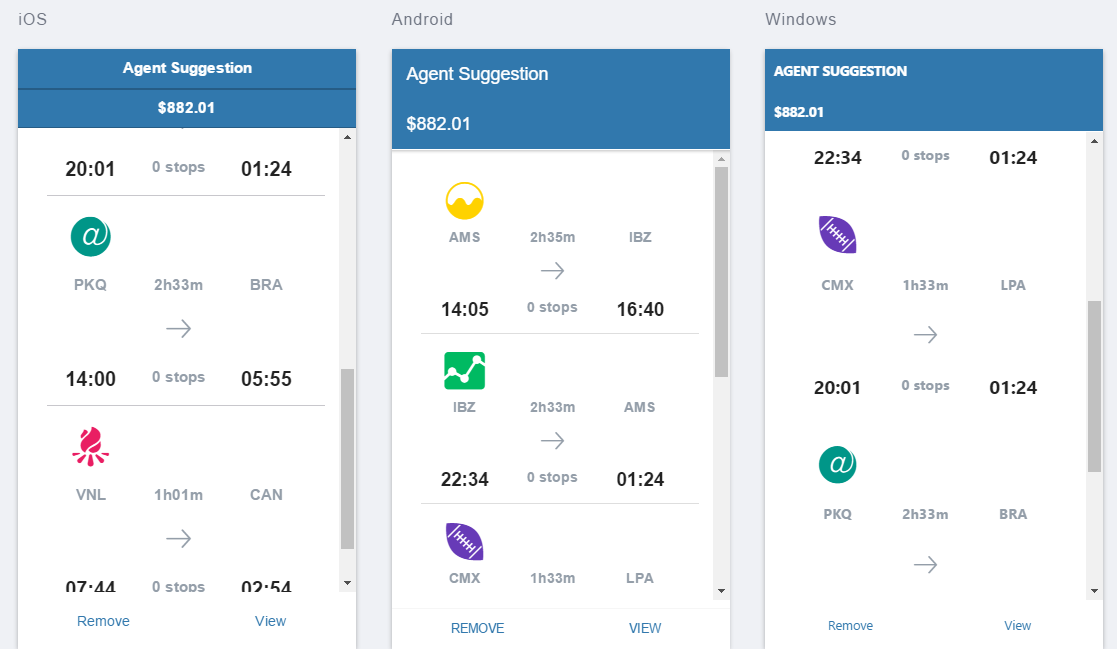 iOS
Agent Suggestion
$882.01
20:01 0 stops 01:24
@
PKQ 2h33m BRA
14:00 0 stops 05:55
VNL 1h01m CAN
07:44 0 stops 02:54
Remove View
Android
Agent Suggestion
$882.01
AMS 2h35m IBZ
14:05 0 stops 16:40
IBZ 2h33m AMS
22:34 0 stops 01:24
CMX 1h33m LPA
REMOVE VIEW
Windows
AGENT SUGGESTION
$882.01
22:34 0 stops 01:24
CMX 1h33m LPA
20:01 0 stops 01:24
@
PKQ 2h33m BRA
Remove View